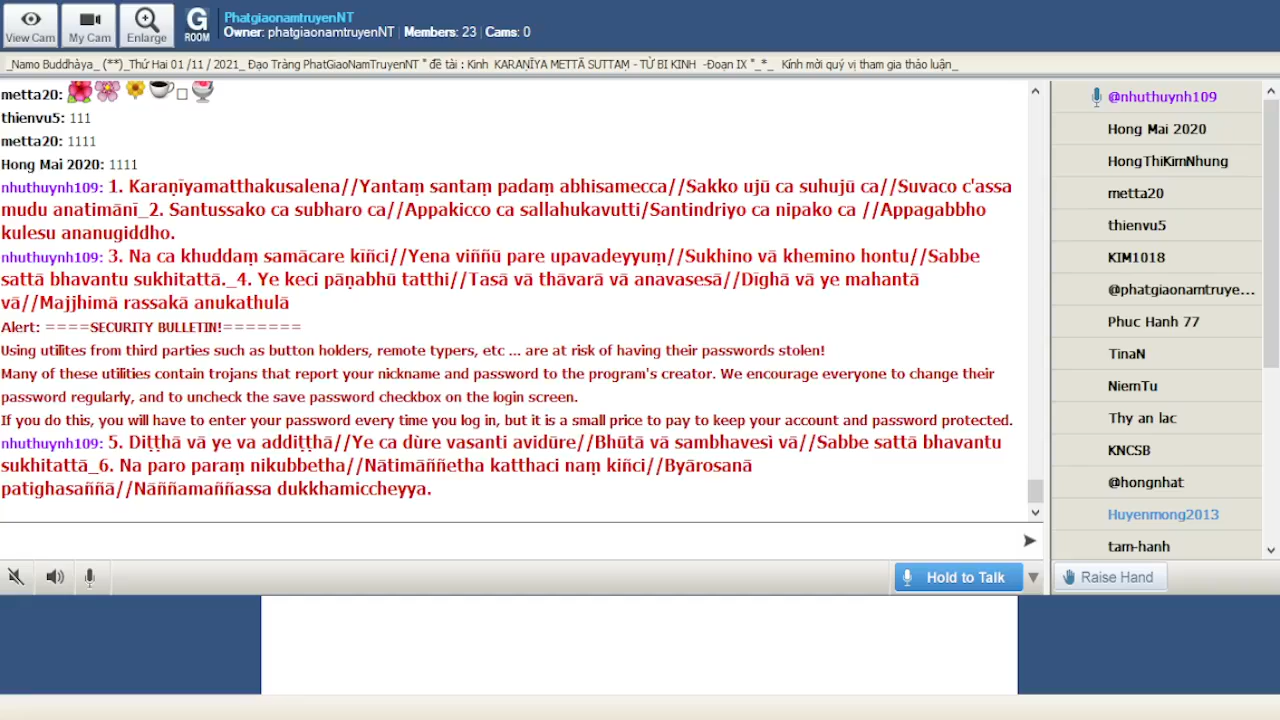 View Cam
My Cam
Enlarge
G
ROOM
PhatgiaonamtruyenNT
Owner: phatgiaonamtruyenNT | Members: 23 | Cams: 0
_Namo Buddhàya_ (**)_Thứ Hai 01 /11 / 2021_ Đạo Tràng PhatGiaoNamTruyenNT * đề tài : Kinh KARAṆĪYA METTĀ SUTTAṂ - TỪ BI KINH -Đoạn IX *_*_ Kính mời quý vị tham gia thảo luận_
metta20:
thienvu5: 111
metta20: 1111
Hong Mai 2020: 1111
nhuthuynh109: 1. Karaṇīyamatthakusalena//Yantaṃ santaṃ padaṃ abhisamecca//Sakko ujū ca suhujū ca//Suvaco c'assa
mudu anatimānī_2. Santussako ca subharo ca//Appakicco ca sallahukavutti/Santindriyo ca nipako ca //Appagabbho
kulesu ananugiddho.
nhuthuynh109: 3. Na ca khuddaṃ samācare kiñci//Yena viññū pare upavadeyyuṃ//Sukhino vā khemino hontu//Sabbe
sattā bhavantu sukhitattā._4. Ye keci pāṇabhū tatthi//Tasā vā thāvarā vā anavasesā//Dīghā vā ye mahantā
vā//Majjhimā rassakā anukathulā
Alert: ====SECURITY BULLETIN!=======
Using utilites from third parties such as button holders, remote typers, etc ... are at risk of having their passwords stolen!
Many of these utilities contain trojans that report your nickname and password to the program's creator. We encourage everyone to change their
password regularly, and to uncheck the save password checkbox on the login screen.
If you do this, you will have to enter your password every time you log in, but it is a small price to pay to keep your account and password protected.
nhuthuynh109: 5. Diṭṭhā vā ye va addiṭṭhā//Ye ca dūre vasanti avidūre//Bhūtā vā sambhavesi vā//Sabbe sattā bhavantu
sukhitattā_6. Na paro paraṃ nikubbetha//Nātimāññetha katthaci naṃ kiñci//Byārosanā
patighasaññā//Nāññamaññassa dukkhamiccheyya.
Hold to Talk
@nhuthuynh109
Hong Mai 2020
HongThiKimNhung
metta20
thienvu5
KIM1018
@phatgiaonamtruye...
Phuc Hanh 77
TinaN
NiemTu
Thy an lac
KNCSB
@hongnhat
Huyenmong2013
tam-hanh
Raise Hand